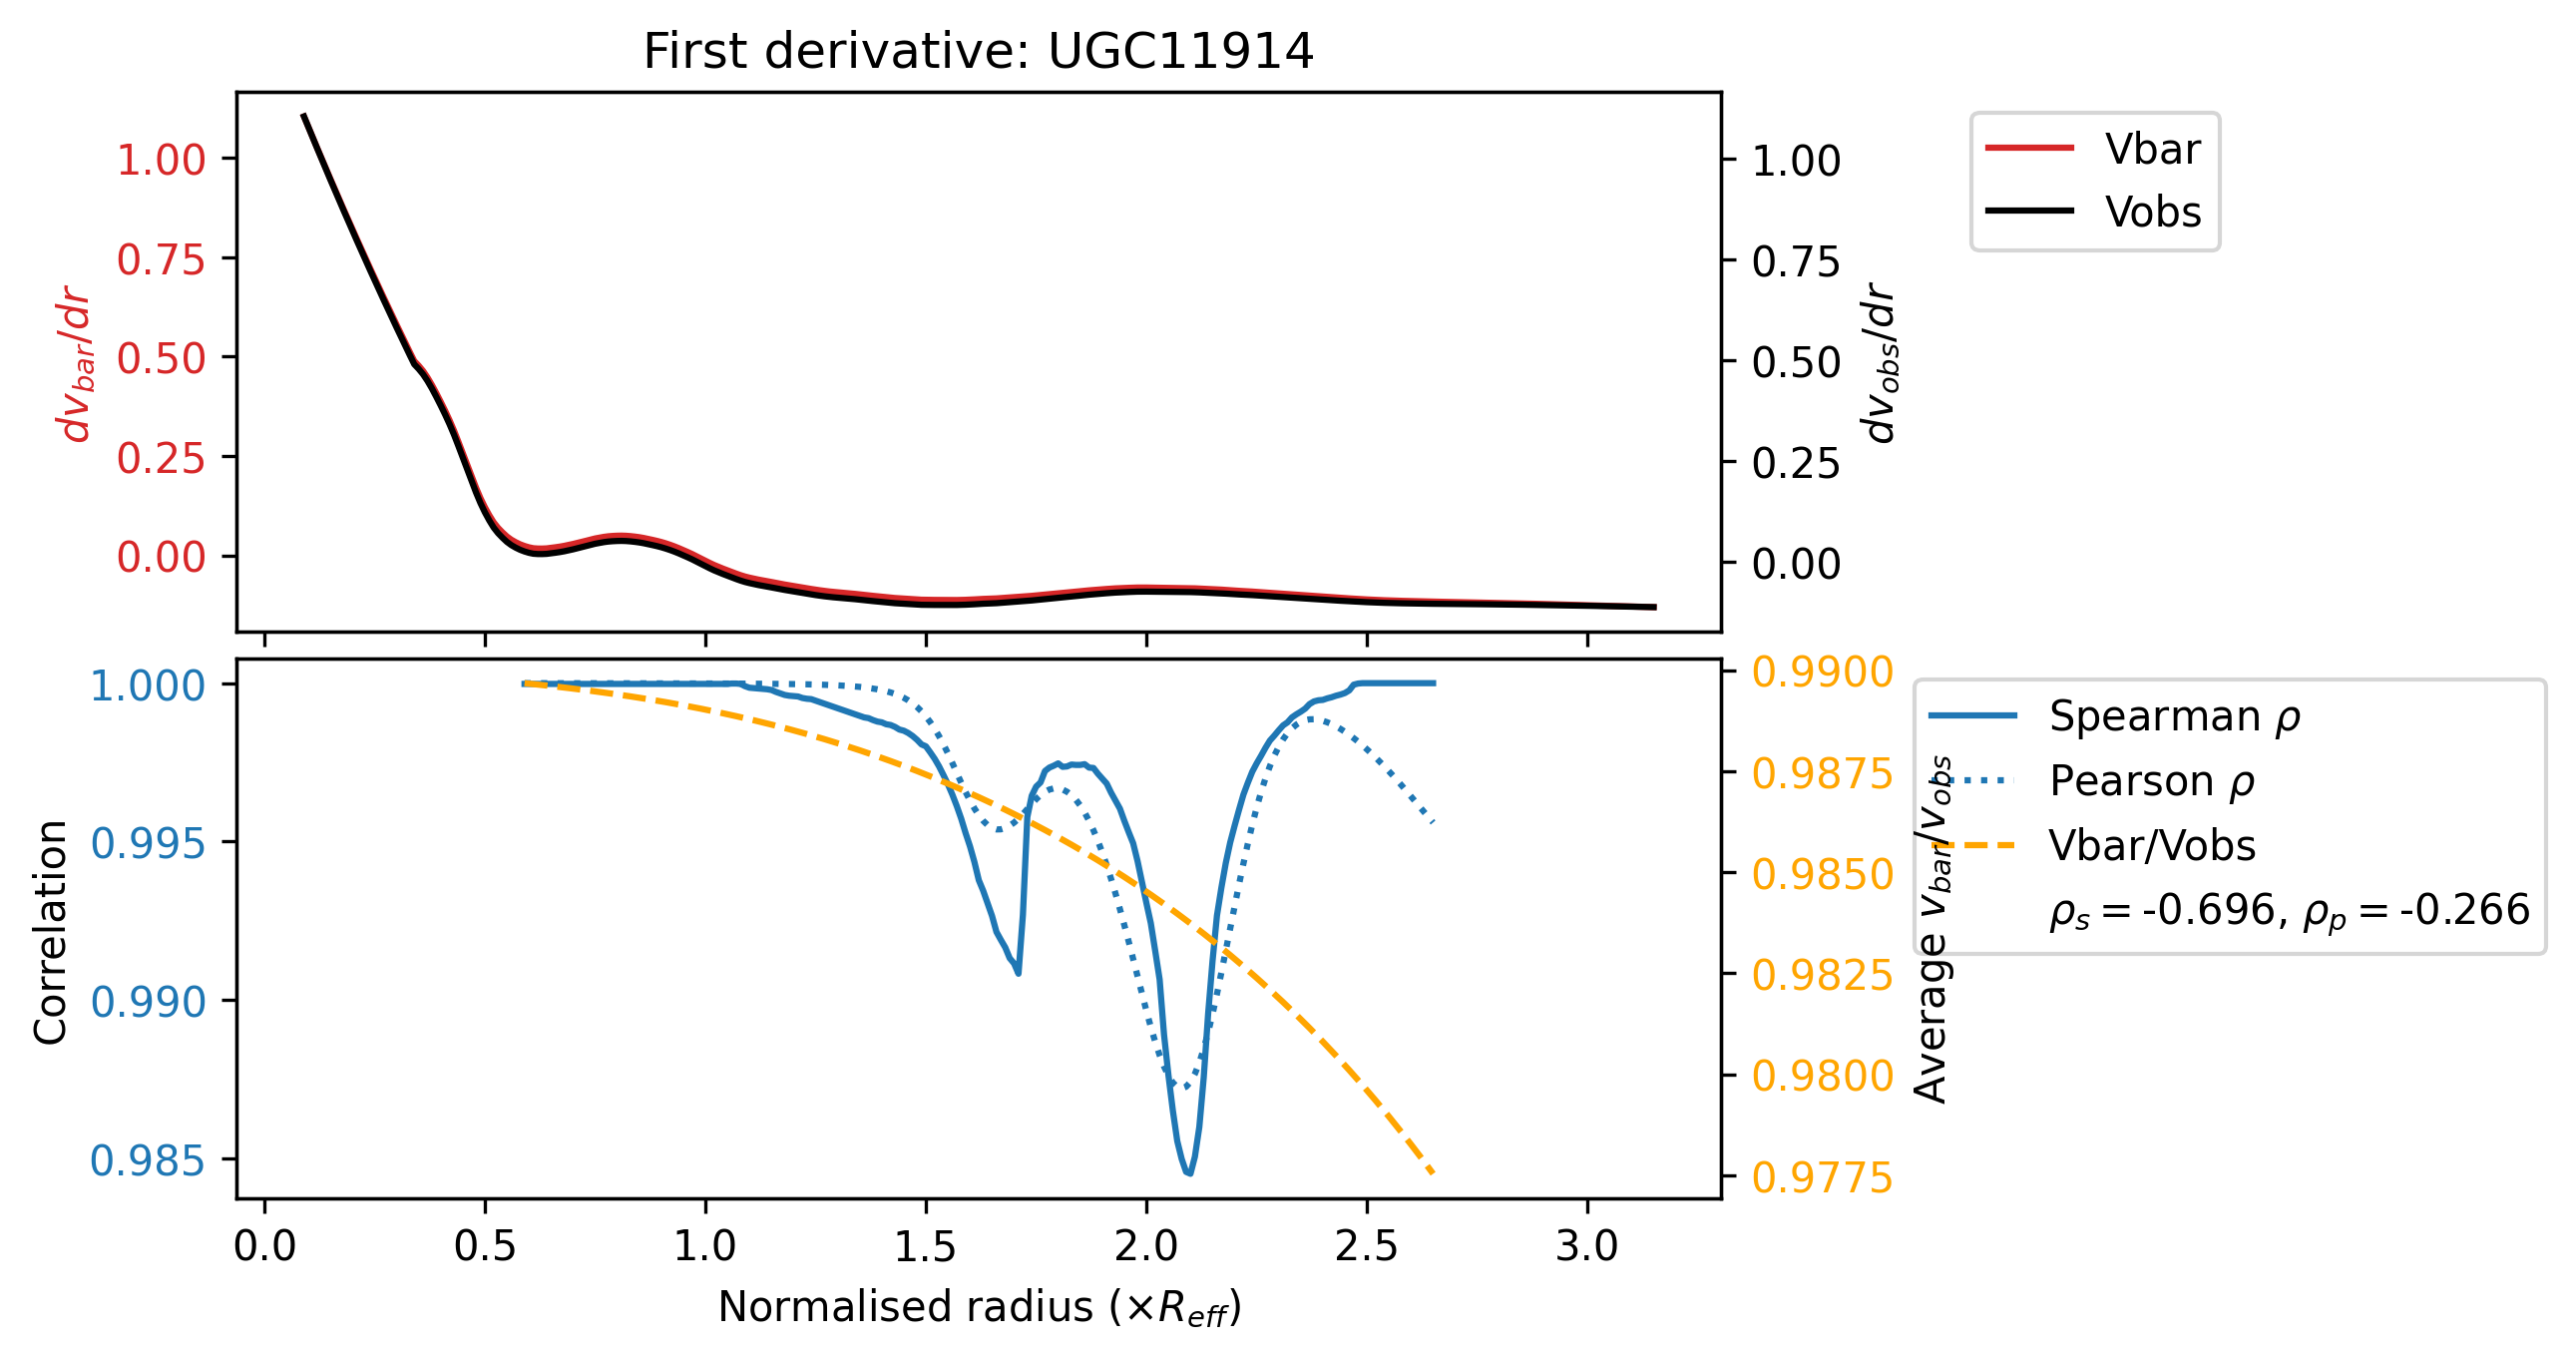 First derivative: UGC11914
1.00
0.75
0.50
0.25
0.00
dv_bar/dr
1.00
0.75
0.50
0.25
0.00
dv_obs/dr
Vbar
Vobs
1.000
0.995
0.990
0.985
Correlation
0.9900
0.9875
0.9850
0.9825
0.9800
0.9775
Average v_bar/v_obs
Spearman ρ
Pearson ρ
Vbar/Vobs
ρ_s = -0.696, ρ_p = -0.266
0.0 0.5 1.0 1.5 2.0 2.5 3.0
Normalised radius (×R_eff)